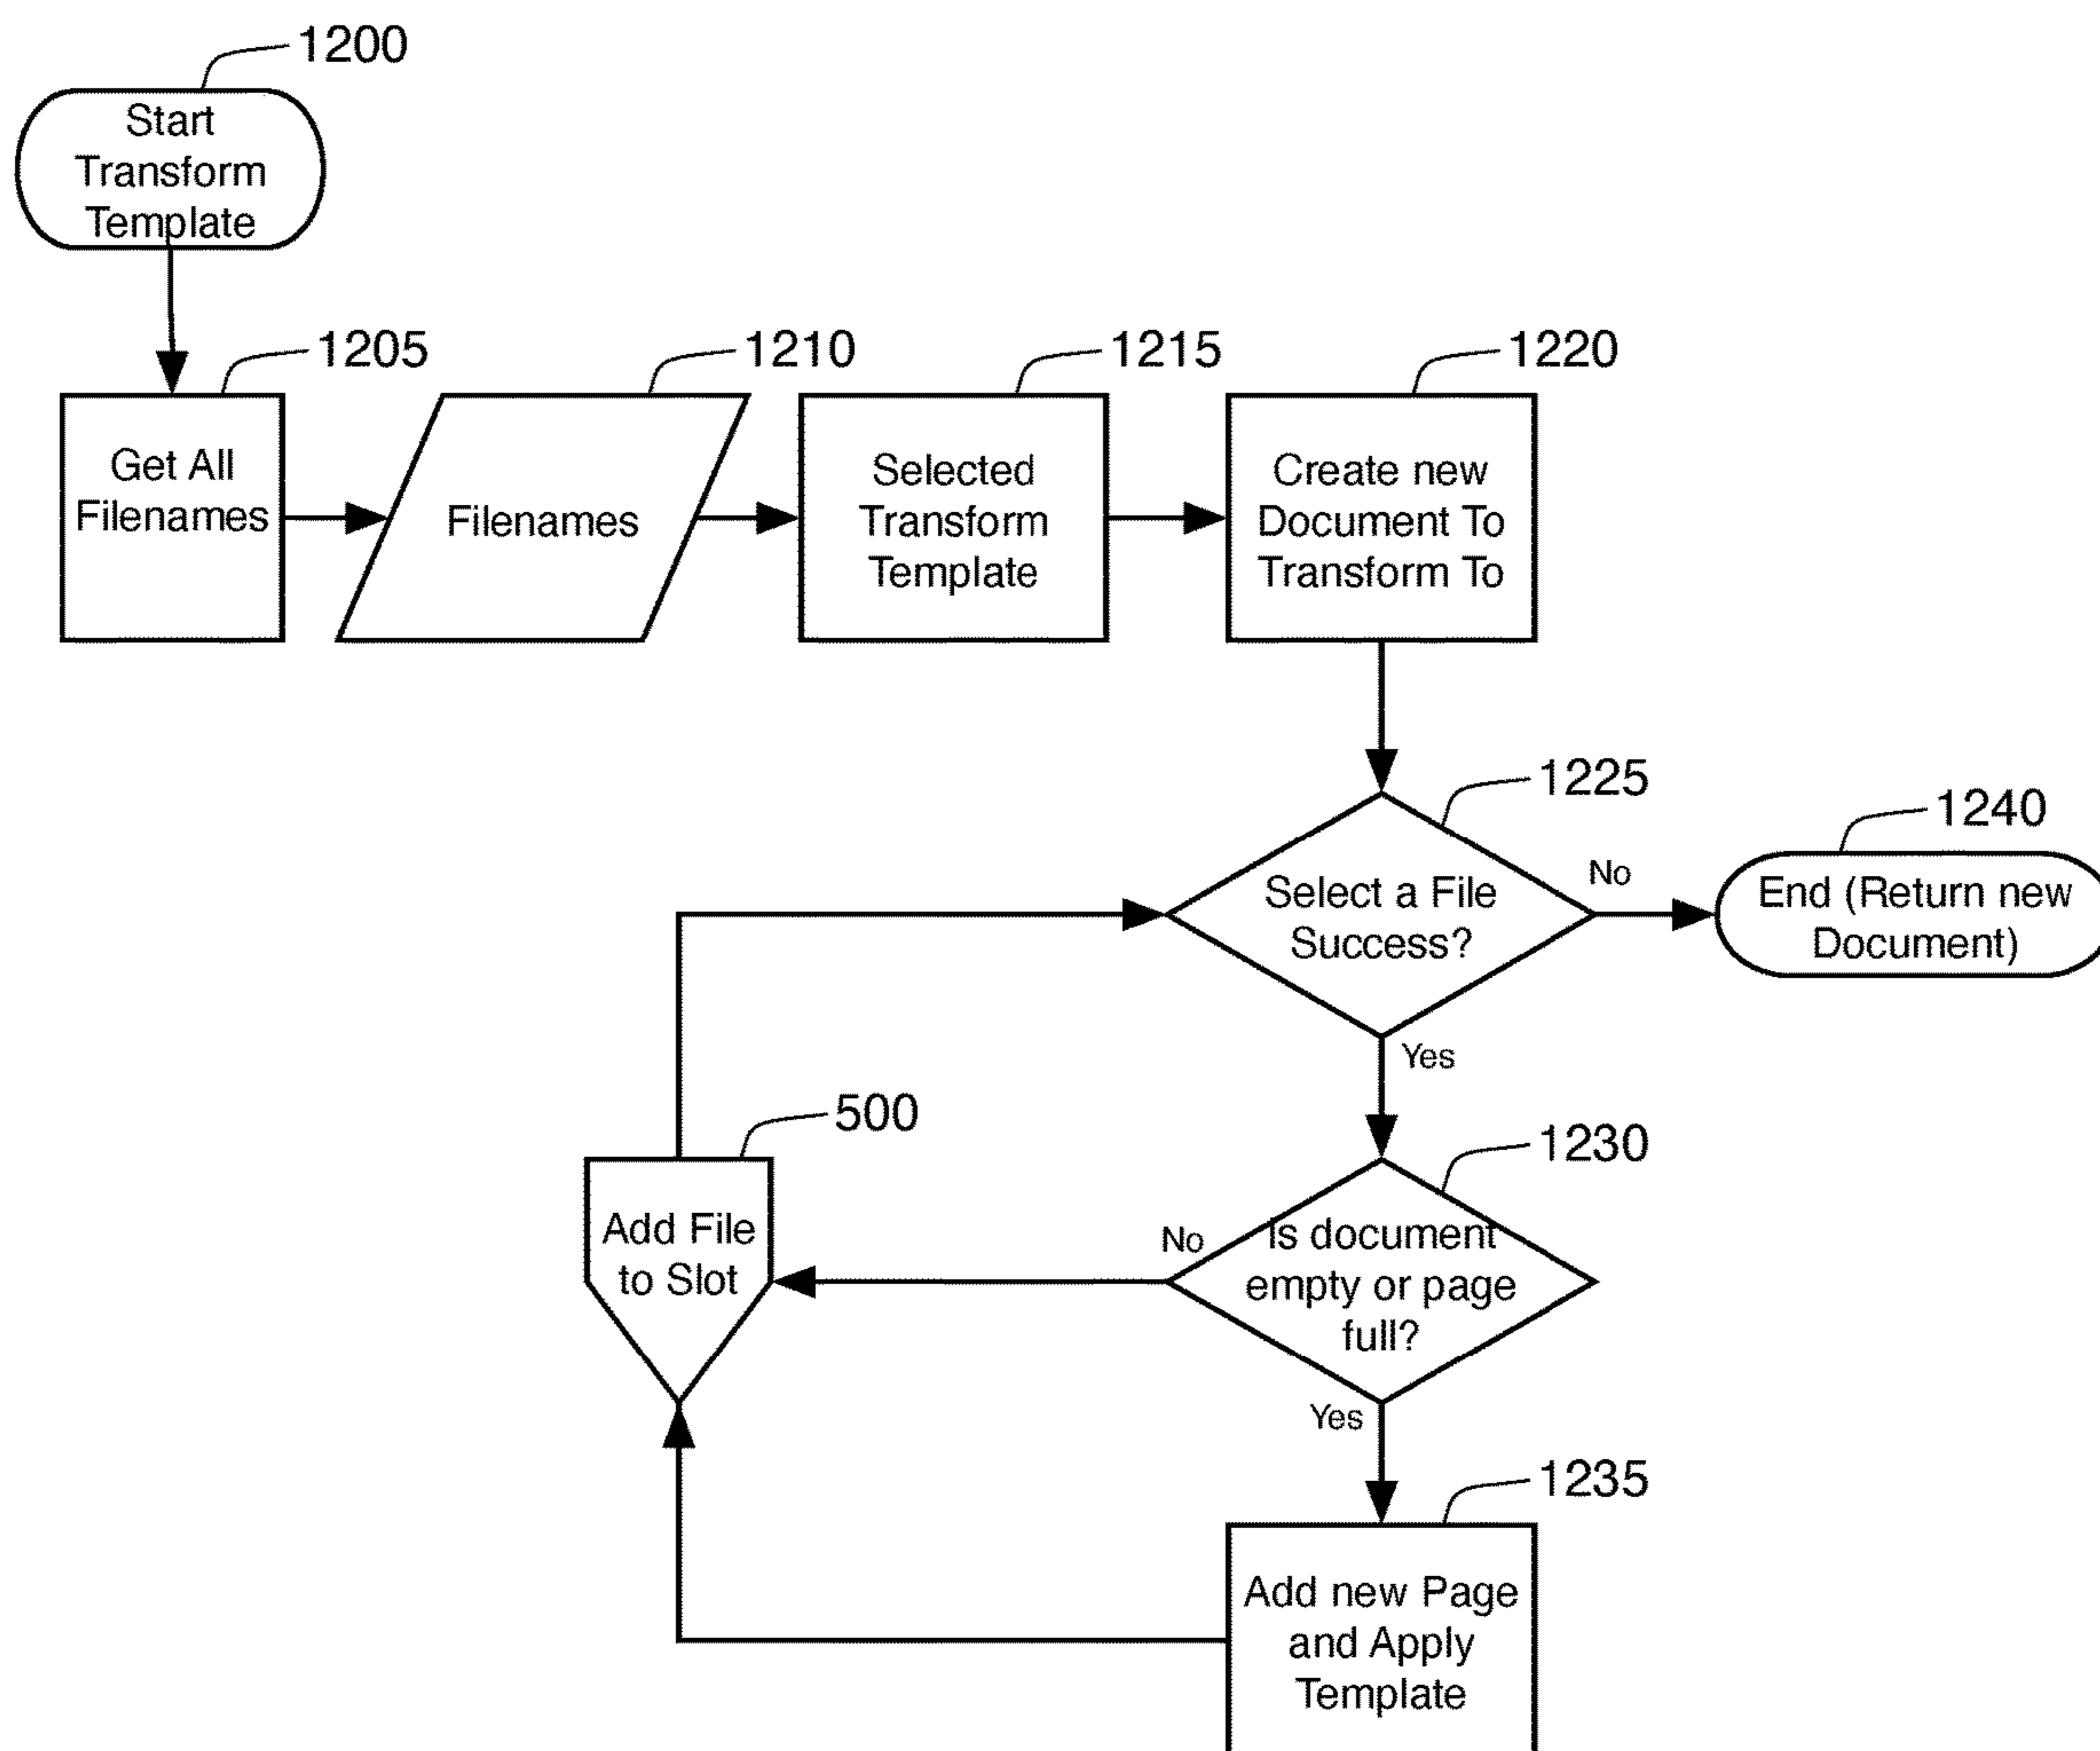 1200
Start
Transform
Template
1205
1210
1215
1220
Get All
Filenames
Filenames
Selected
Transform
Template
Create new
Document To
Transform To
1225
1240
Select a File
Success?
No
End (Return new
Document)
Yes
500
1230
Add File
to Slot
No
Is document
empty or page
full?
Yes
1235
Add new Page
and Apply
Template